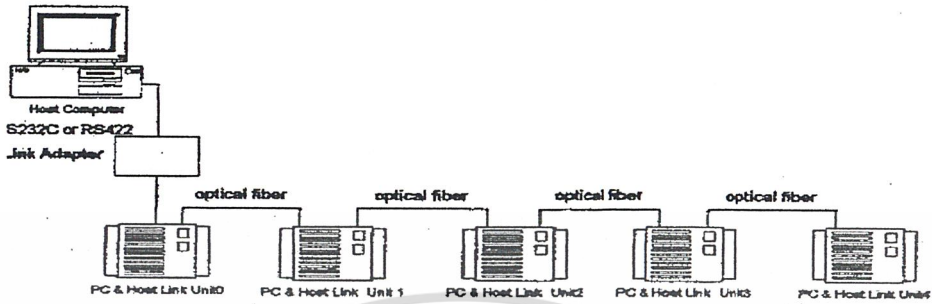 Host Computer
S232C or RS422
Link Adapter
optical fiber
optical fiber
optical fiber
optical fiber
PC & Host Link Unit0
PC & Host Link Unit 1
PC & Host Link Unit2
PC & Host Link Unit3
PC & Host Link Unit4